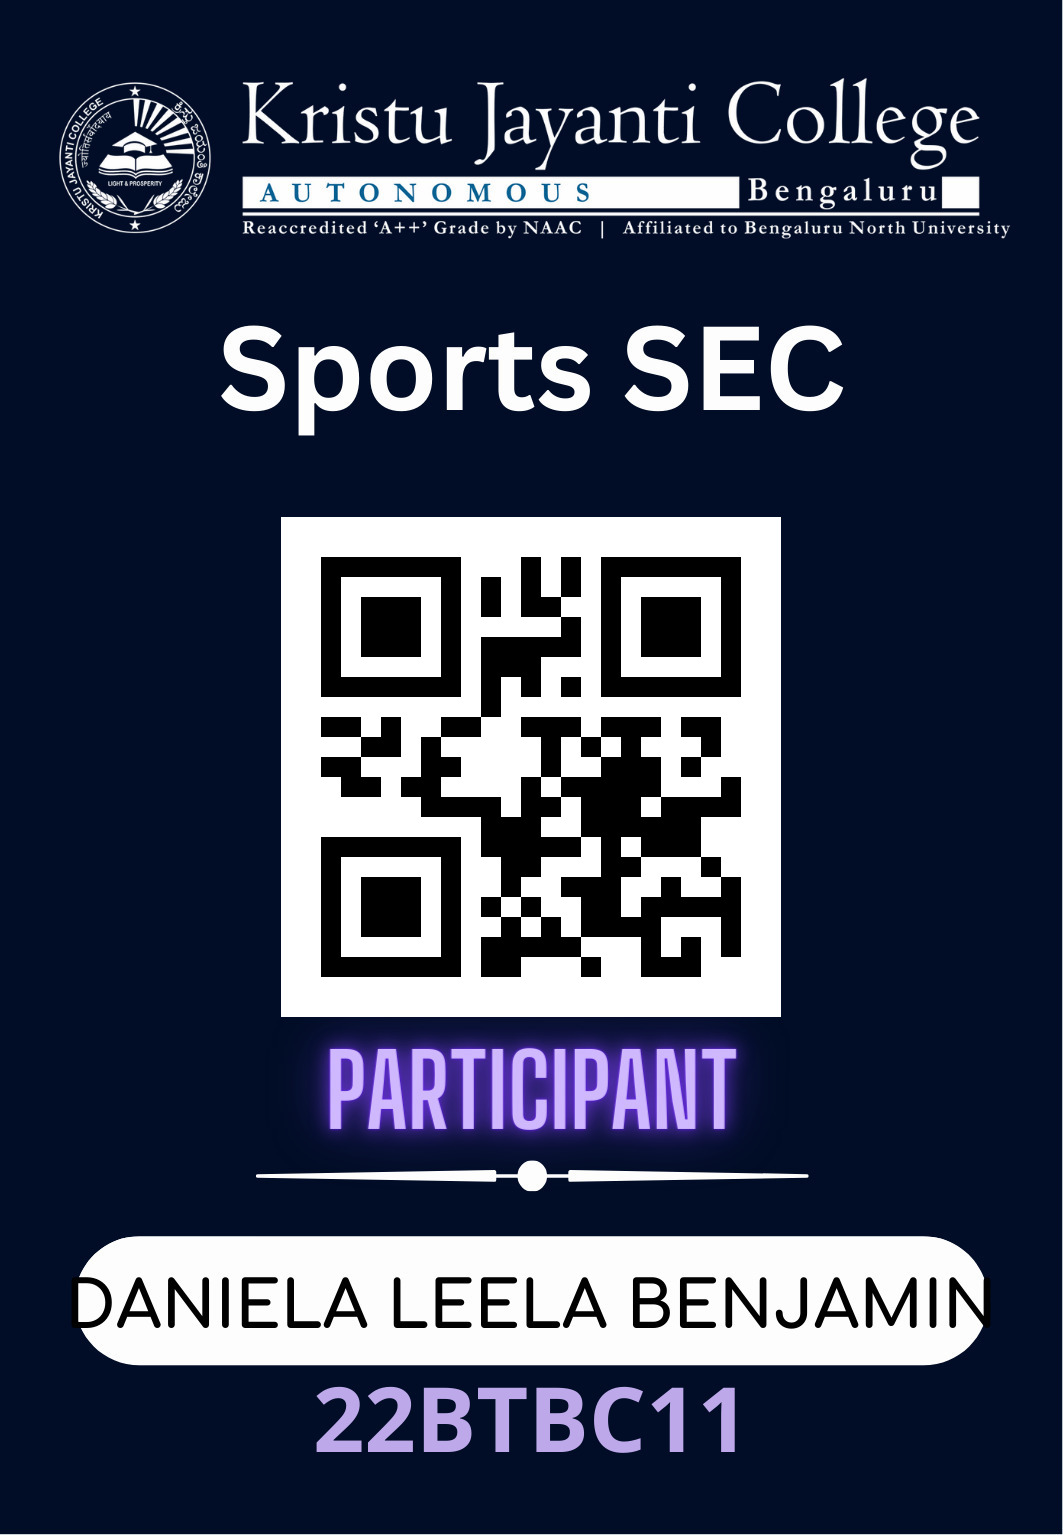 Kristu Jayanti College
AUTONOMOUS Bengaluru
Reaccredited ‘A++’ Grade by NAAC | Affiliated to Bengaluru North University
KRISTU JAYANTI COLLEGE
ಕ್ರಿಸ್ತು ಜಯಂತಿ ಕಾಲೇಜು
LIGHT & PROSPERITY
Sports SEC
PARTICIPANT
DANIELA LEELA BENJAMIN
22BTBC11